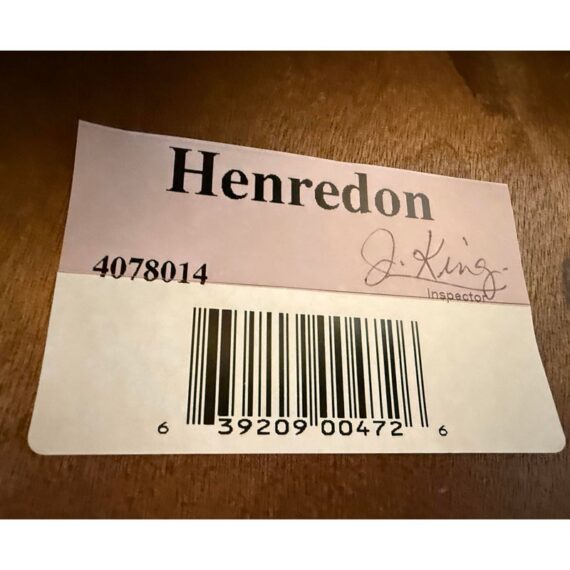 Henredon
4078014
J. King.
Inspector
6 39209 00472 6